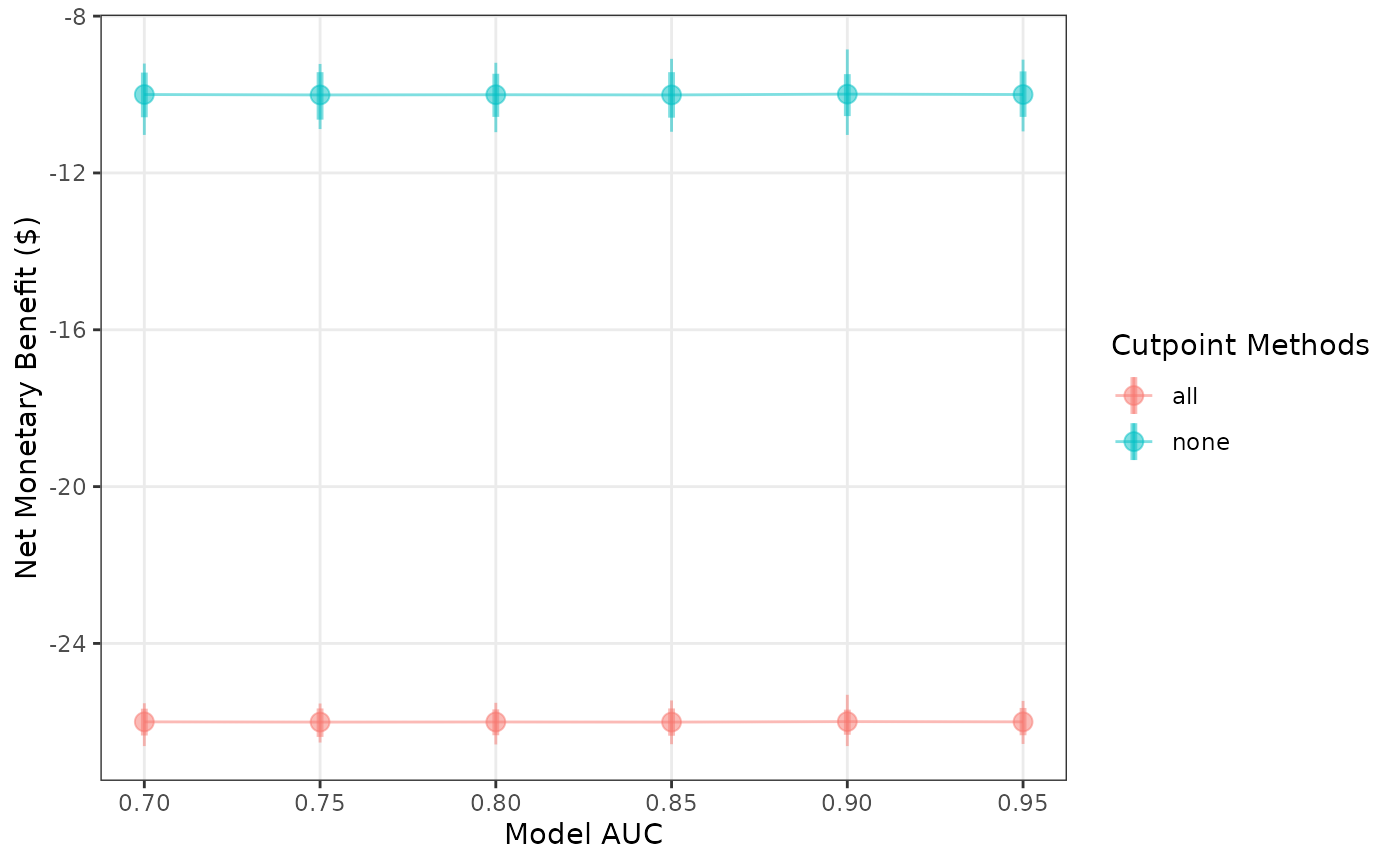 -8
-12
-16
-20
-24
Net Monetary Benefit ($)
0.70 0.75 0.80 0.85 0.90 0.95
Model AUC
Cutpoint Methods
all
none